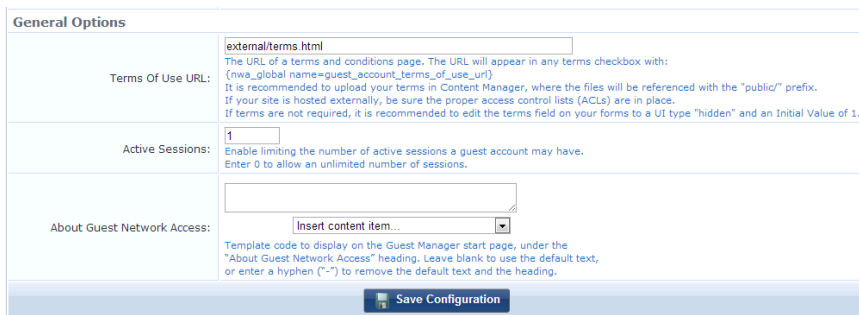 General Options
Terms Of Use URL:
external/terms.html
The URL of a terms and conditions page. The URL will appear in any terms checkbox with:
{nwa_global name=guest_account_terms_of_use_url}
It is recommended to upload your terms in Content Manager, where the files will be referenced with the "public/" prefix.
If your site is hosted externally, be sure the proper access control lists (ACLs) are in place.
If terms are not required, it is recommended to edit the terms field on your forms to a UI type "hidden" and an Initial Value of 1.
Active Sessions:
1
Enable limiting the number of active sessions a guest account may have.
Enter 0 to allow an unlimited number of sessions.
About Guest Network Access:
Insert content item...
Template code to display on the Guest Manager start page, under the
“About Guest Network Access” heading. Leave blank to use the default text,
or enter a hyphen (“-”) to remove the default text and the heading.
Save Configuration